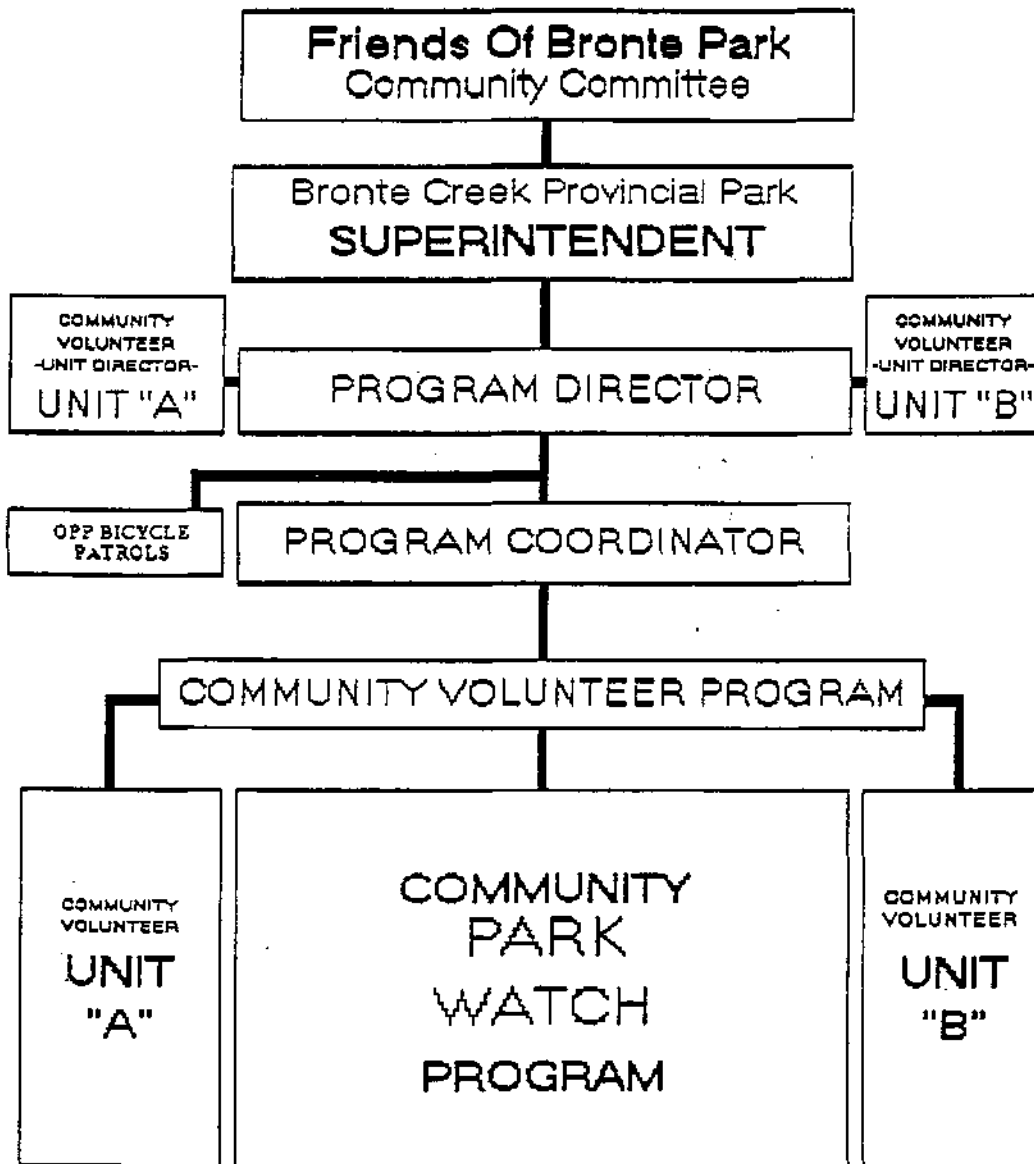 Friends Of Bronte Park
Community Committee
Bronte Creek Provincial Park
SUPERINTENDENT
COMMUNITY
VOLUNTEER
-UNIT DIRECTOR-
UNIT "A"
PROGRAM DIRECTOR
COMMUNITY
VOLUNTEER
-UNIT DIRECTOR-
UNIT "B"
OPP BICYCLE
PATROLS
PROGRAM COORDINATOR
COMMUNITY VOLUNTEER PROGRAM
COMMUNITY
VOLUNTEER
UNIT
"A"
COMMUNITY
PARK
WATCH
PROGRAM
COMMUNITY
VOLUNTEER
UNIT
"B"